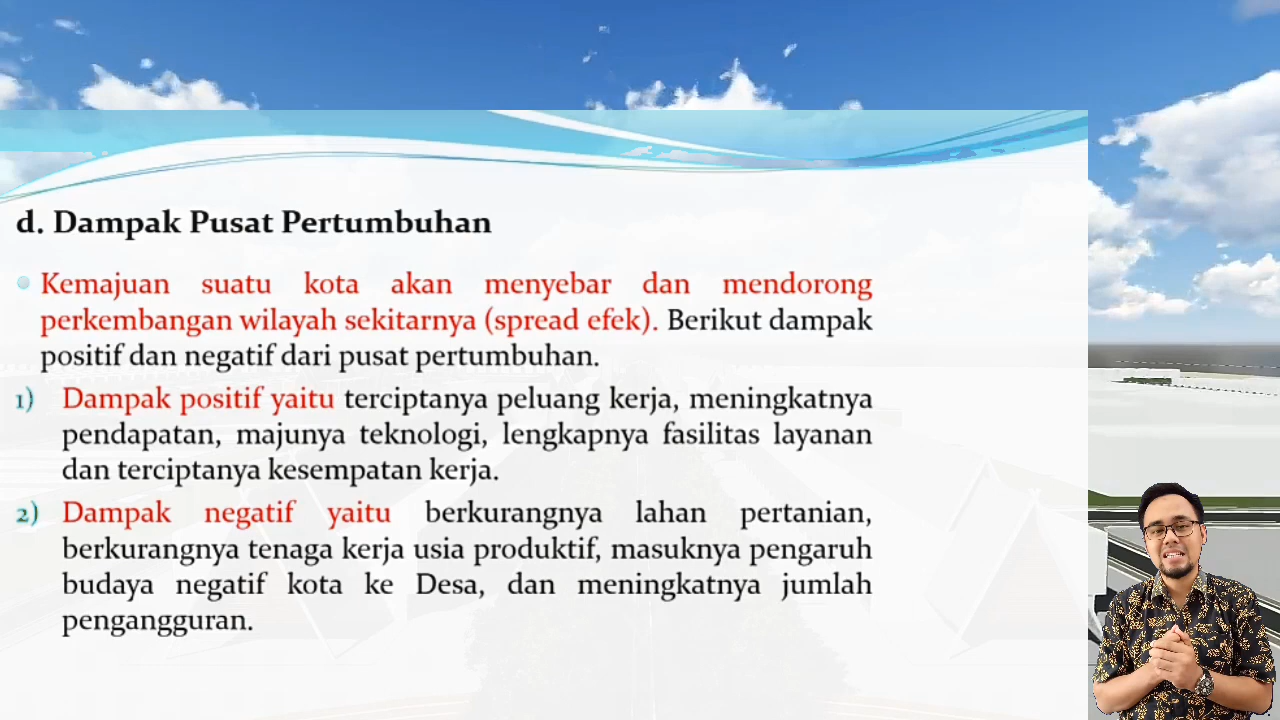 d. Dampak Pusat Pertumbuhan
Kemajuan suatu kota akan menyebar dan mendorong
perkembangan wilayah sekitarnya (spread efek). Berikut dampak
positif dan negatif dari pusat pertumbuhan.
1) Dampak positif yaitu terciptanya peluang kerja, meningkatnya
pendapatan, majunya teknologi, lengkapnya fasilitas layanan
dan terciptanya kesempatan kerja.
2) Dampak negatif yaitu berkurangnya lahan pertanian,
berkurangnya tenaga kerja usia produktif, masuknya pengaruh
budaya negatif kota ke Desa, dan meningkatnya jumlah
pengangguran.